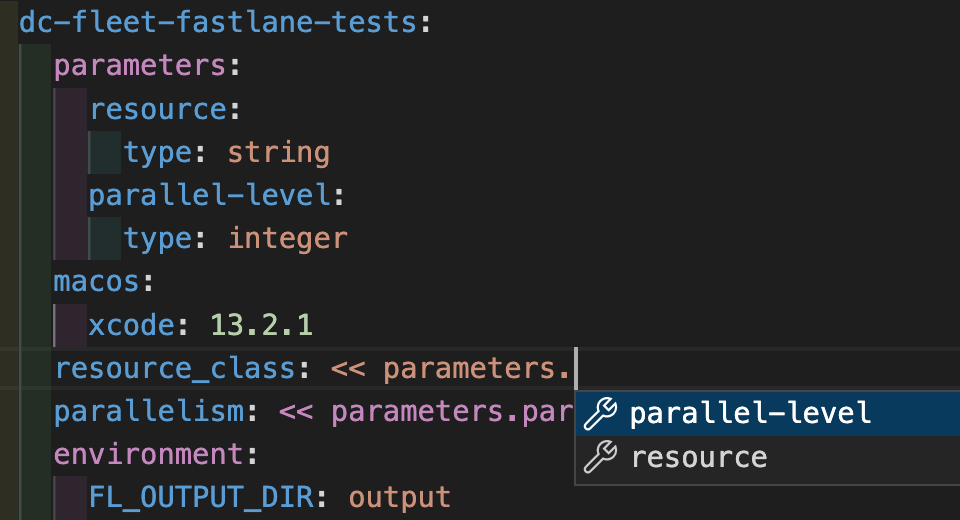 dc-fleet-fastlane-tests:
parameters:
resource:
type: string
parallel-level:
type: integer
macos:
xcode: 13.2.1
resource_class: << parameters.
parallelism: << parameters.par
parallel-level
environment:
resource
FL_OUTPUT_DIR: output